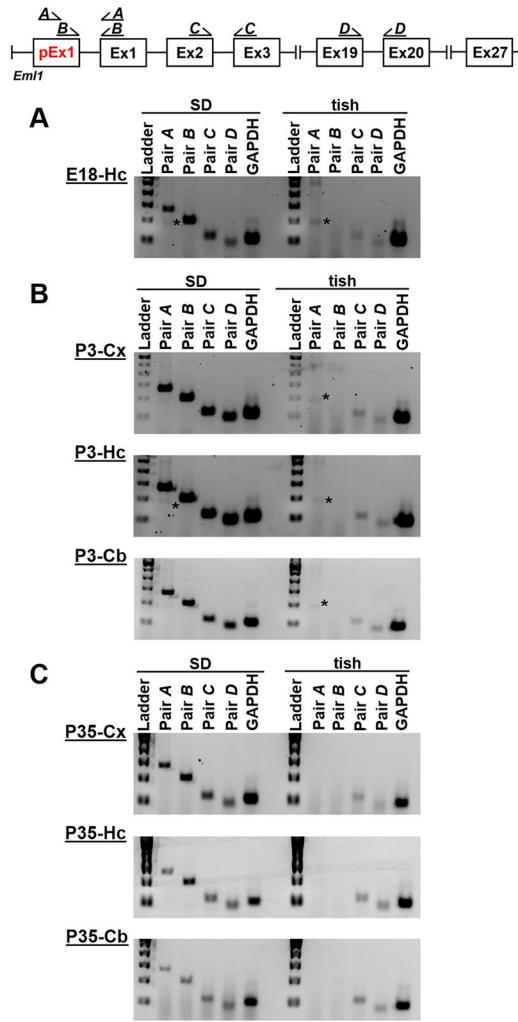 A A C C D D
B B
pEx1 Ex1 Ex2 Ex3 Ex19 Ex20 Ex27
Eml1
A
SD tish
Ladder Pair A Pair B Pair C Pair D GAPDH Ladder Pair A Pair B Pair C Pair D GAPDH
E18-Hc
* *
B
SD tish
Ladder Pair A Pair B Pair C Pair D GAPDH Ladder Pair A Pair B Pair C Pair D GAPDH
P3-Cx
*
P3-Hc
* *
P3-Cb
*
C
SD tish
Ladder Pair A Pair B Pair C Pair D GAPDH Ladder Pair A Pair B Pair C Pair D GAPDH
P35-Cx
P35-Hc
P35-Cb